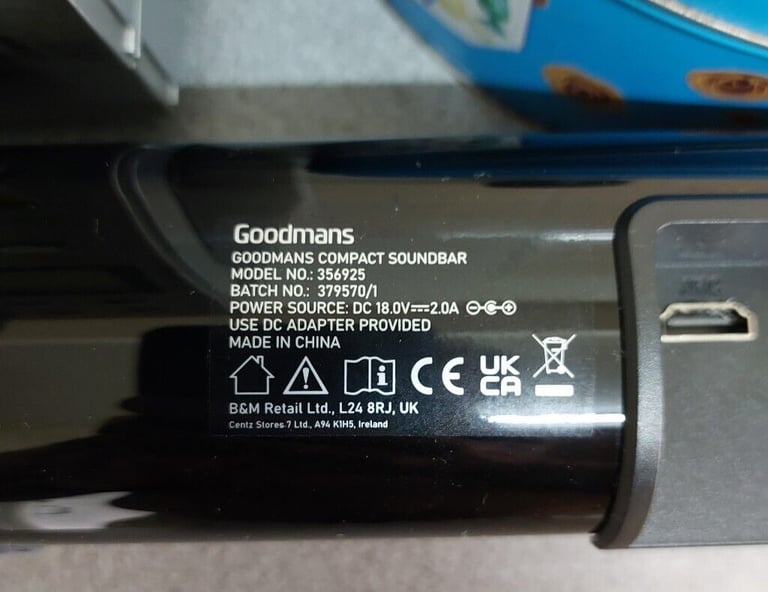 Goodmans
GOODMANS COMPACT SOUNDBAR
MODEL NO.: 356925
BATCH NO.: 379570/1
POWER SOURCE: DC 18.0V⎓2.0A
USE DC ADAPTER PROVIDED
MADE IN CHINA
CE UK CA
B&M Retail Ltd., L24 8RJ, UK
Centz Stores 7 Ltd., A94 K1H5, Ireland